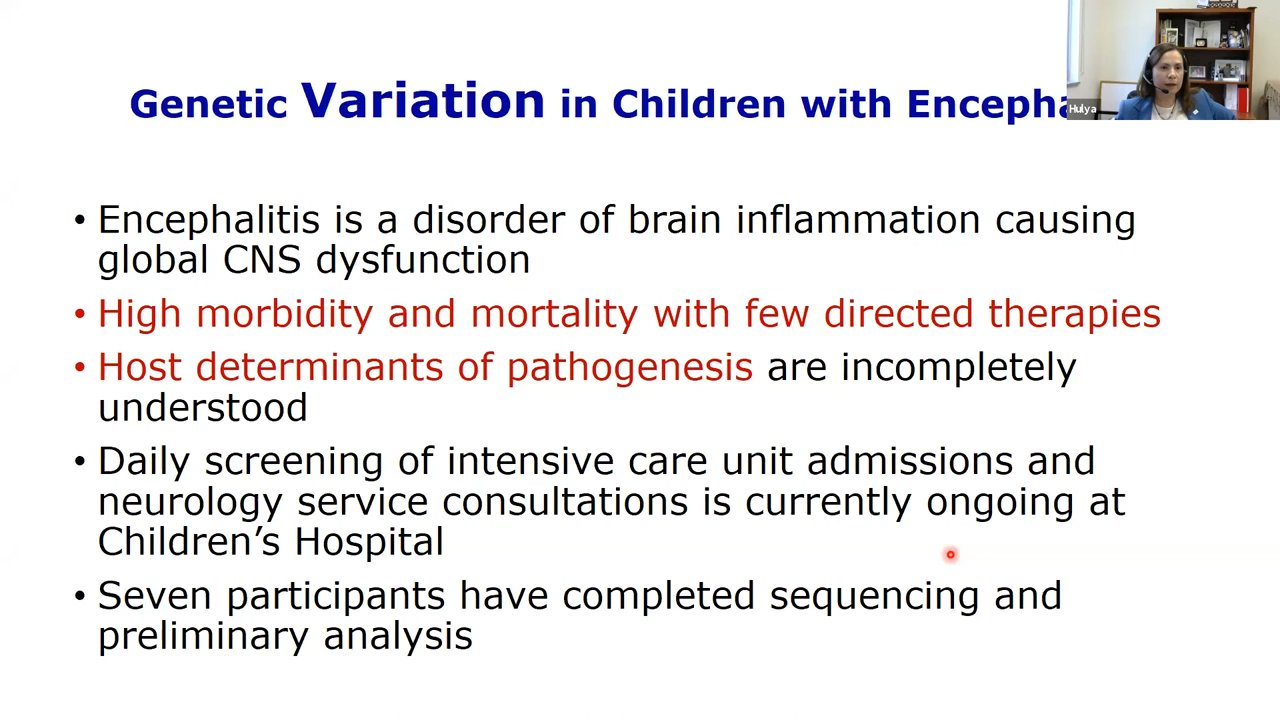 Genetic Variation in Children with Encepha
Hulya
• Encephalitis is a disorder of brain inflammation causing
global CNS dysfunction
• High morbidity and mortality with few directed therapies
• Host determinants of pathogenesis are incompletely
understood
• Daily screening of intensive care unit admissions and
neurology service consultations is currently ongoing at
Children’s Hospital
• Seven participants have completed sequencing and
preliminary analysis